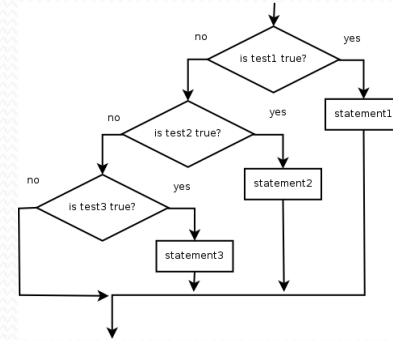 no
yes
is test1 true?
statement1
no
yes
is test2 true?
statement2
no
yes
is test3 true?
statement3